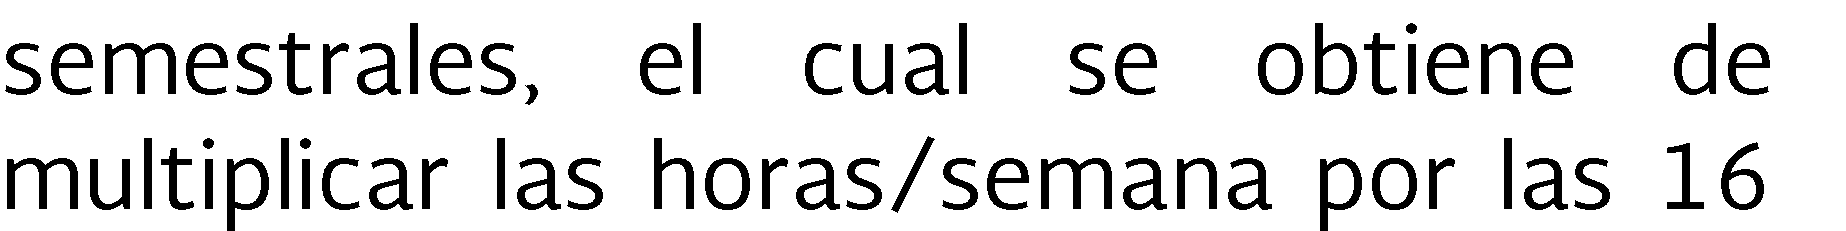 semestrales, el cual se obtiene de
multiplicar las horas/semana por las 16